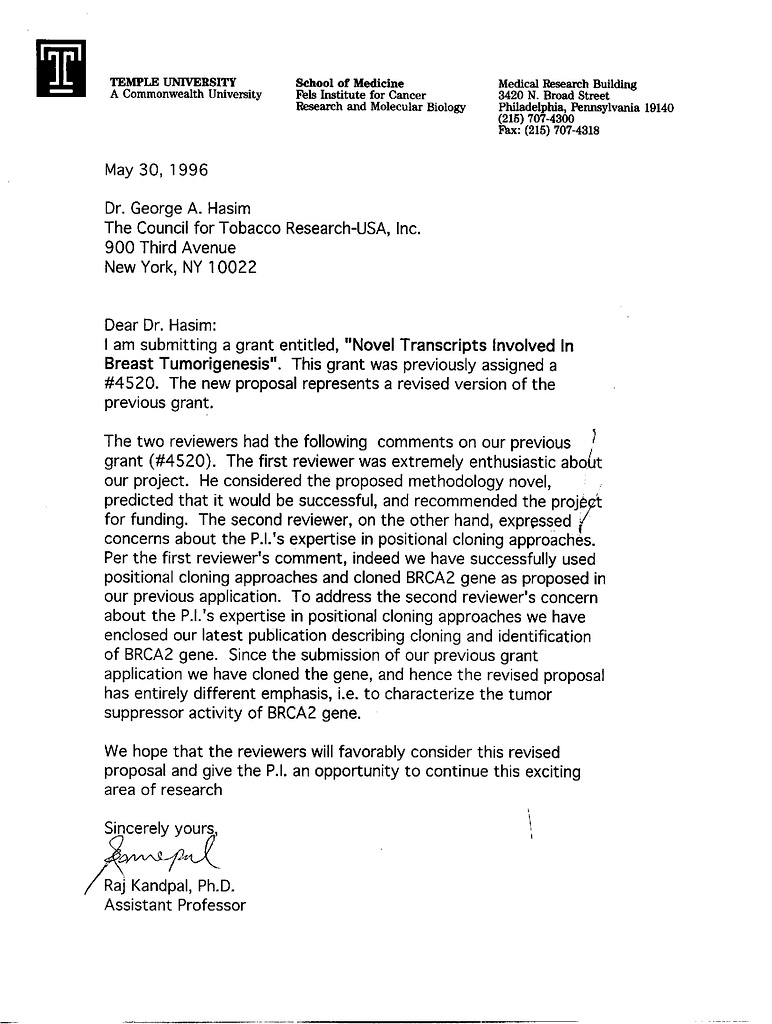 TEMPLE UNIVERSITY
A Commonwealth University
School of Medicine
Fels Institute for Cancer
Research and Molecular Biology
Medical Research Building
3420 N. Broad Street
Philadelphia, Pennsylvania 19140
(215) 707-4300
Fax: (215) 707-4318
May 30, 1996
Dr. George A. Hasim
The Council for Tobacco Research-USA, Inc.
900 Third Avenue
New York, NY 10022
Dear Dr. Hasim:
I am submitting a grant entitled, "Novel Transcripts Involved In
Breast Tumorigenesis". This grant was previously assigned a
#4520. The new proposal represents a revised version of the
previous grant.
The two reviewers had the following comments on our previous
grant (#4520). The first reviewer was extremely enthusiastic about
our project. He considered the proposed methodology novel,
predicted that it would be successful, and recommended the project
for funding. The second reviewer, on the other hand, expressed
concerns about the P.I.'s expertise in positional cloning approaches.
Per the first reviewer's comment, indeed we have successfully used
positional cloning approaches and cloned BRCA2 gene as proposed in
our previous application. To address the second reviewer's concern
about the P.I.'s expertise in positional cloning approaches we have
enclosed our latest publication describing cloning and identification
of BRCA2 gene. Since the submission of our previous grant
application we have cloned the gene, and hence the revised proposal
has entirely different emphasis, i.e. to characterize the tumor
suppressor activity of BRCA2 gene.
We hope that the reviewers will favorably consider this revised
proposal and give the P.I. an opportunity to continue this exciting
area of research
Sincerely yours,
Raj Kandpal, Ph.D.
Assistant Professor